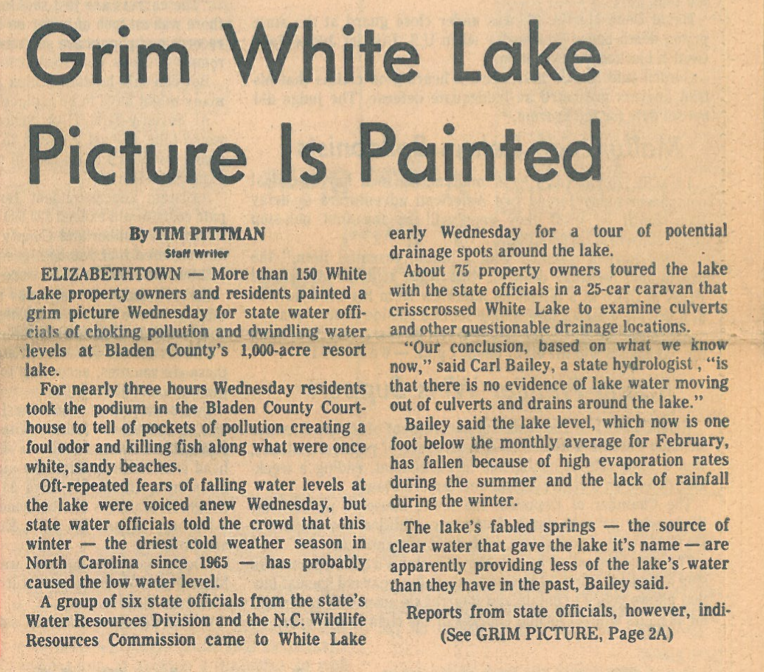 Grim White Lake
Picture Is Painted
By TIM PITTMAN
Staff Writer
ELIZABETHTOWN — More than 150 White
Lake property owners and residents painted a
grim picture Wednesday for state water offi-
cials of choking pollution and dwindling water
levels at Bladen County's 1,000-acre resort
lake.
For nearly three hours Wednesday residents
took the podium in the Bladen County Court-
house to tell of pockets of pollution creating a
foul odor and killing fish along what were once
white, sandy beaches.
Oft-repeated fears of falling water levels at
the lake were voiced anew Wednesday, but
state water officials told the crowd that this
winter — the driest cold weather season in
North Carolina since 1965 — has probably
caused the low water level.
A group of six state officials from the state's
Water Resources Division and the N.C. Wildlife
Resources Commission came to White Lake
early Wednesday for a tour of potential
drainage spots around the lake.
About 75 property owners toured the lake
with the state officials in a 25-car caravan that
crisscrossed White Lake to examine culverts
and other questionable drainage locations.
"Our conclusion, based on what we know
now," said Carl Bailey, a state hydrologist, "is
that there is no evidence of lake water moving
out of culverts and drains around the lake."
Bailey said the lake level, which now is one
foot below the monthly average for February,
has fallen because of high evaporation rates
during the summer and the lack of rainfall
during the winter.
The lake's fabled springs — the source of
clear water that gave the lake it's name — are
apparently providing less of the lake's water
than they have in the past, Bailey said.
Reports from state officials, however, indi-
(See GRIM PICTURE, Page 2A)